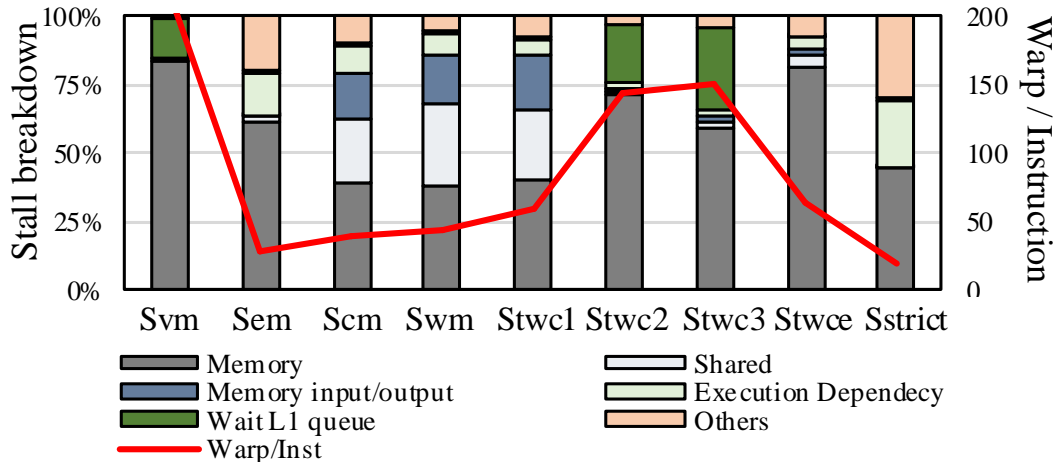 Stall breakdown
100%
75%
50%
25%
0%
200
150
100
50
0
Warp / Instruction
Svm Sem Scm Swm Stwc1 Stwc2 Stwc3 Stwce Sstrict
Memory Shared
Memory input/output Execution Dependecy
Wait L1 queue Others
Warp/Inst